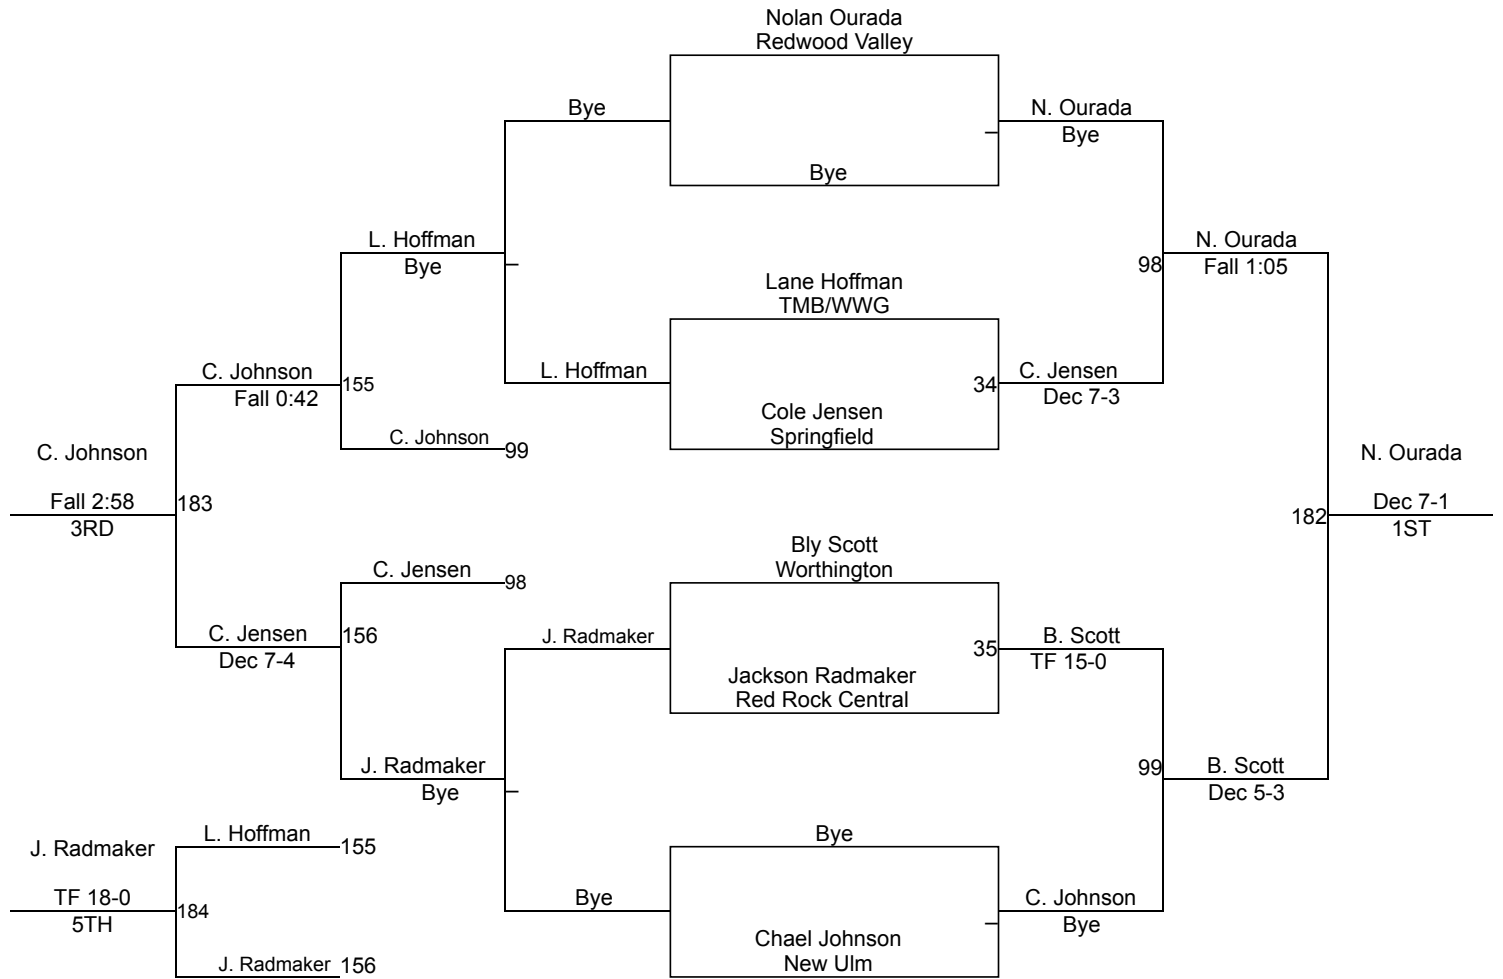 Nolan Ourada
Redwood Valley
Bye
N. Ourada
Bye
Bye
L. Hoffman
Bye
N. Ourada
98
Fall 1:05
Lane Hoffman
TMB/WWG
C. Johnson
155
Fall 0:42
L. Hoffman
34
C. Jensen
Dec 7-3
Cole Jensen
Springfield
C. Johnson
99
C. Johnson
N. Ourada
Fall 2:58
183
3RD
182
Dec 7-1
1ST
Bly Scott
Worthington
C. Jensen
98
C. Jensen
156
Dec 7-4
J. Radmaker
35
B. Scott
TF 15-0
Jackson Radmaker
Red Rock Central
J. Radmaker
Bye
99
B. Scott
Dec 5-3
L. Hoffman
155
Bye
J. Radmaker
TF 18-0
184
5TH
Bye
C. Johnson
Bye
Chael Johnson
New Ulm
J. Radmaker
156